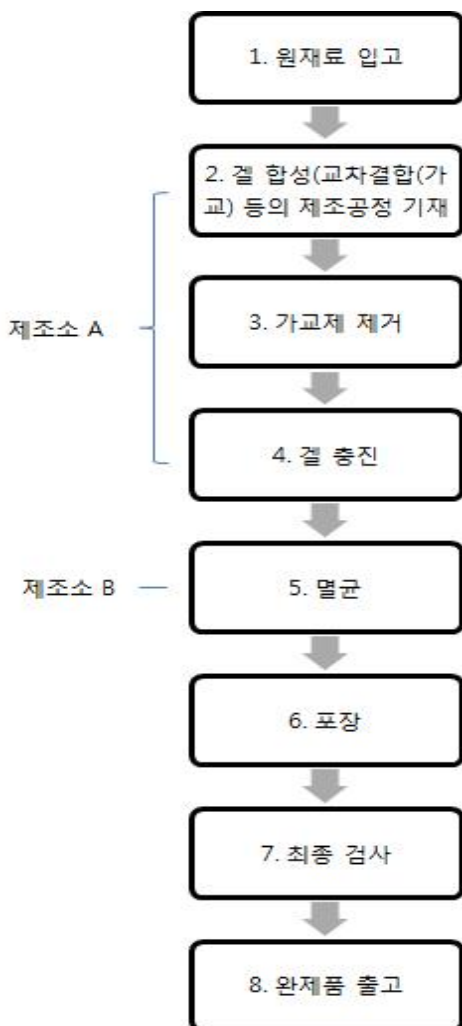 1. 원재료 입고
2. 겔 합성(교차결합(가
교) 등의 제조공정 기재
제조소 A
3. 가교제 제거
4. 겔 충진
제조소 B
5. 멸균
6. 포장
7. 최종 검사
8. 완제품 출고